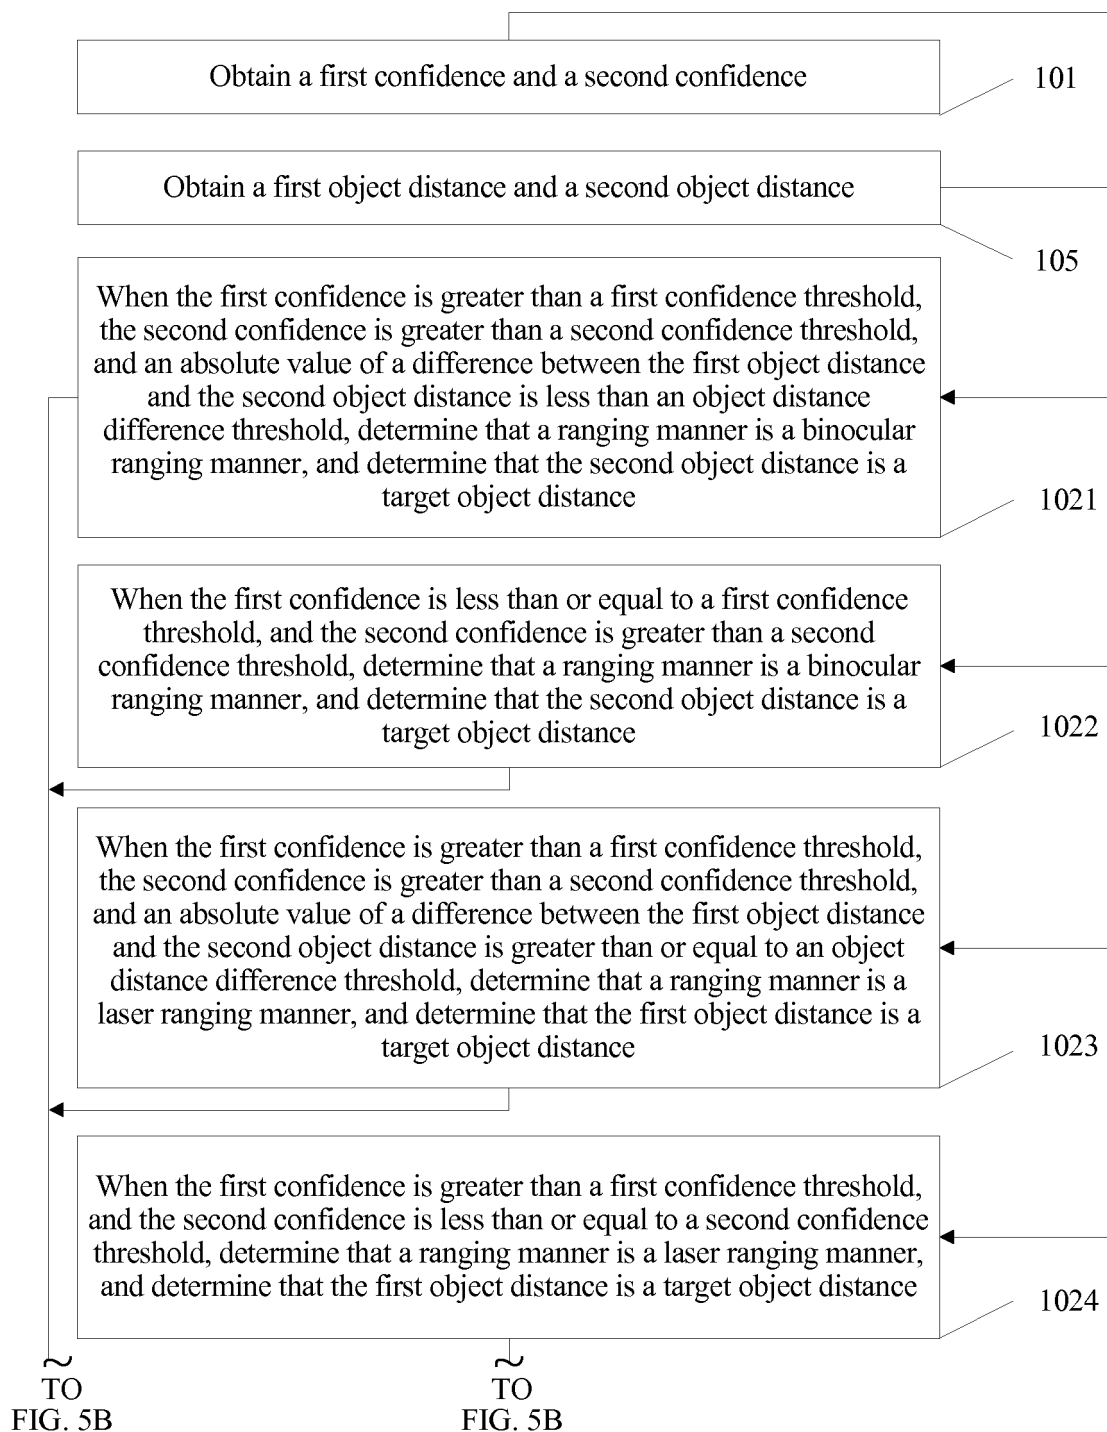 Obtain a first confidence and a second confidence
101
Obtain a first object distance and a second object distance
105
When the first confidence is greater than a first confidence threshold,
the second confidence is greater than a second confidence threshold,
and an absolute value of a difference between the first object distance
and the second object distance is less than an object distance
difference threshold, determine that a ranging manner is a binocular
ranging manner, and determine that the second object distance is a
target object distance
1021
When the first confidence is less than or equal to a first confidence
threshold, and the second confidence is greater than a second
confidence threshold, determine that a ranging manner is a binocular
ranging manner, and determine that the second object distance is a
target object distance
1022
When the first confidence is greater than a first confidence threshold,
the second confidence is greater than a second confidence threshold,
and an absolute value of a difference between the first object distance
and the second object distance is greater than or equal to an object
distance difference threshold, determine that a ranging manner is a
laser ranging manner, and determine that the first object distance is a
target object distance
1023
When the first confidence is greater than a first confidence threshold,
and the second confidence is less than or equal to a second confidence
threshold, determine that a ranging manner is a laser ranging manner,
and determine that the first object distance is a target object distance
1024
TO
FIG. 5B
TO
FIG. 5B